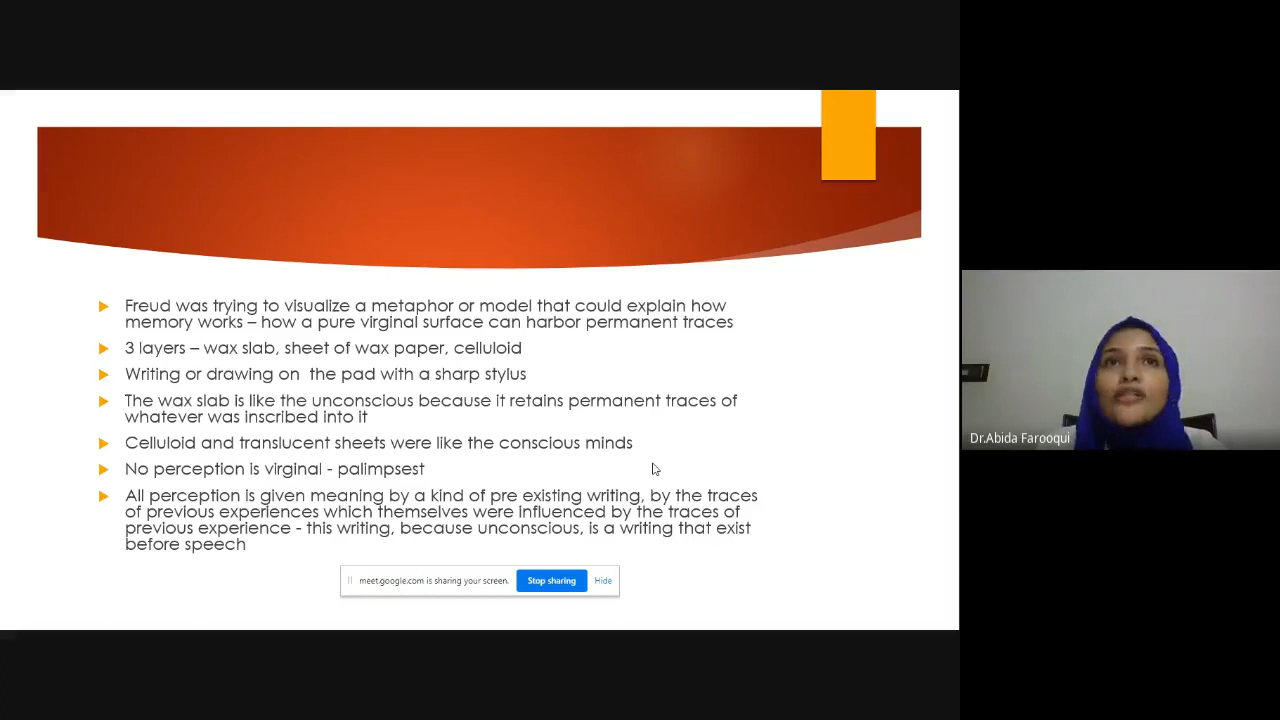 Freud was trying to visualize a metaphor or model that could explain how
memory works – how a pure virginal surface can harbor permanent traces
3 layers – wax slab, sheet of wax paper, celluloid
Writing or drawing on the pad with a sharp stylus
The wax slab is like the unconscious because it retains permanent traces of
whatever was inscribed into it
Celluloid and translucent sheets were like the conscious minds
No perception is virginal - palimpsest
All perception is given meaning by a kind of pre existing writing, by the traces
of previous experiences which themselves were influenced by the traces of
previous experience - this writing, because unconscious, is a writing that exist
before speech
meet.google.com is sharing your screen. Stop sharing Hide
Dr.Abida Farooqui